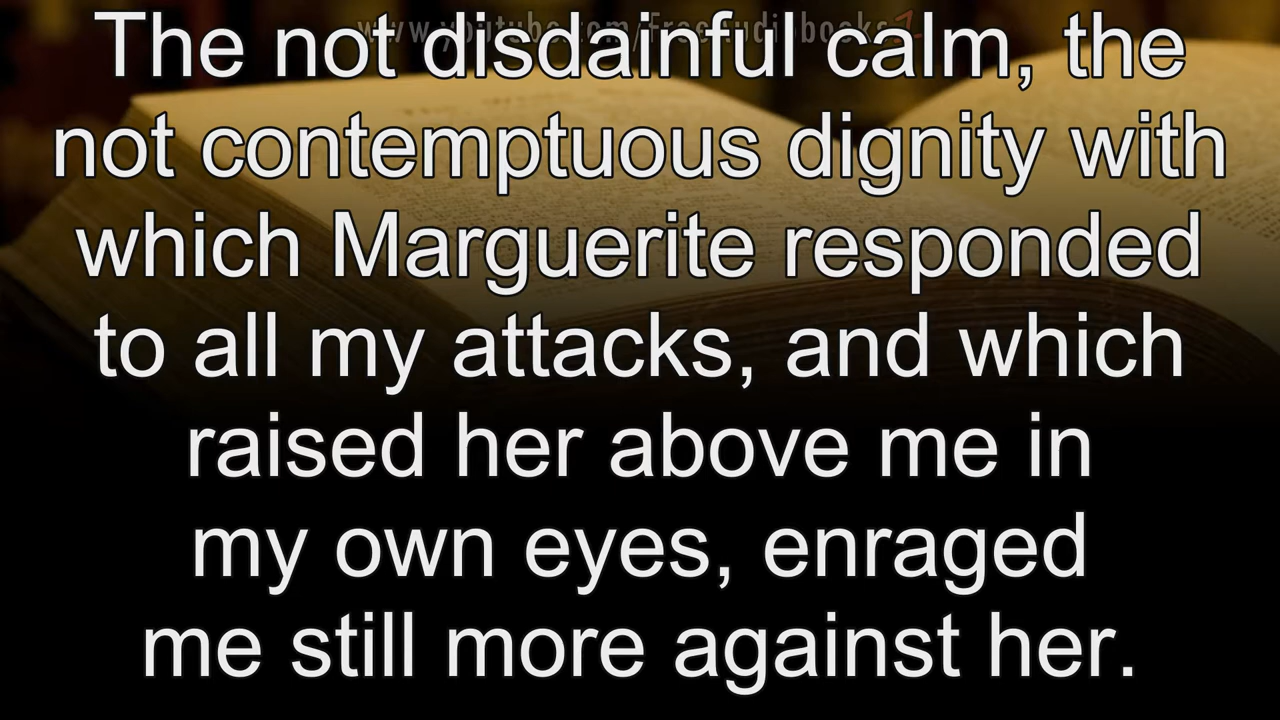 www.youtube.com/FreeAudioBooks
The not disdainful calm, the
not contemptuous dignity with
which Marguerite responded
to all my attacks, and which
raised her above me in
my own eyes, enraged
me still more against her.